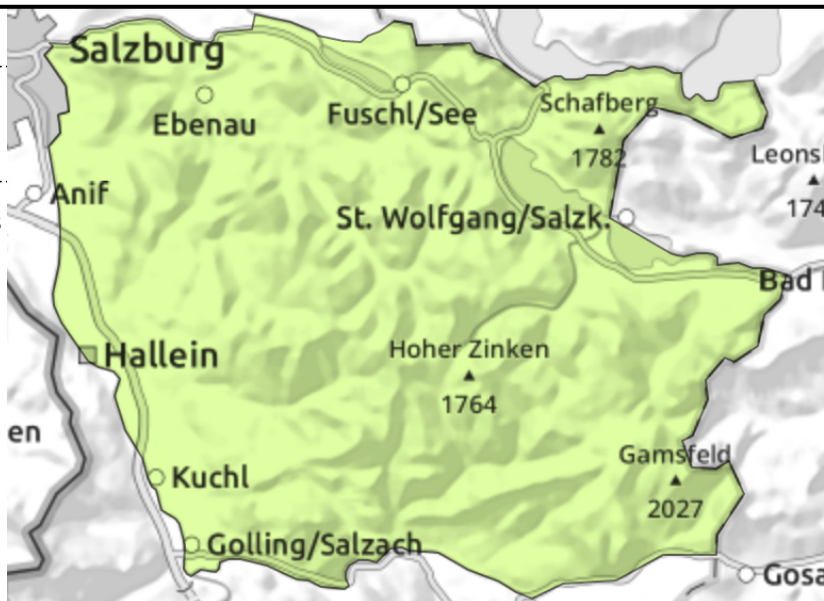 Salzburg
Ebenau
Fuschl/See
Schafberg
1782
Anif
St. Wolfgang/Salzk.
Bad
Hallein
Hoher Zinken
1764
en
Kuchl
Gamsfeld
2027
Golling/Salzach